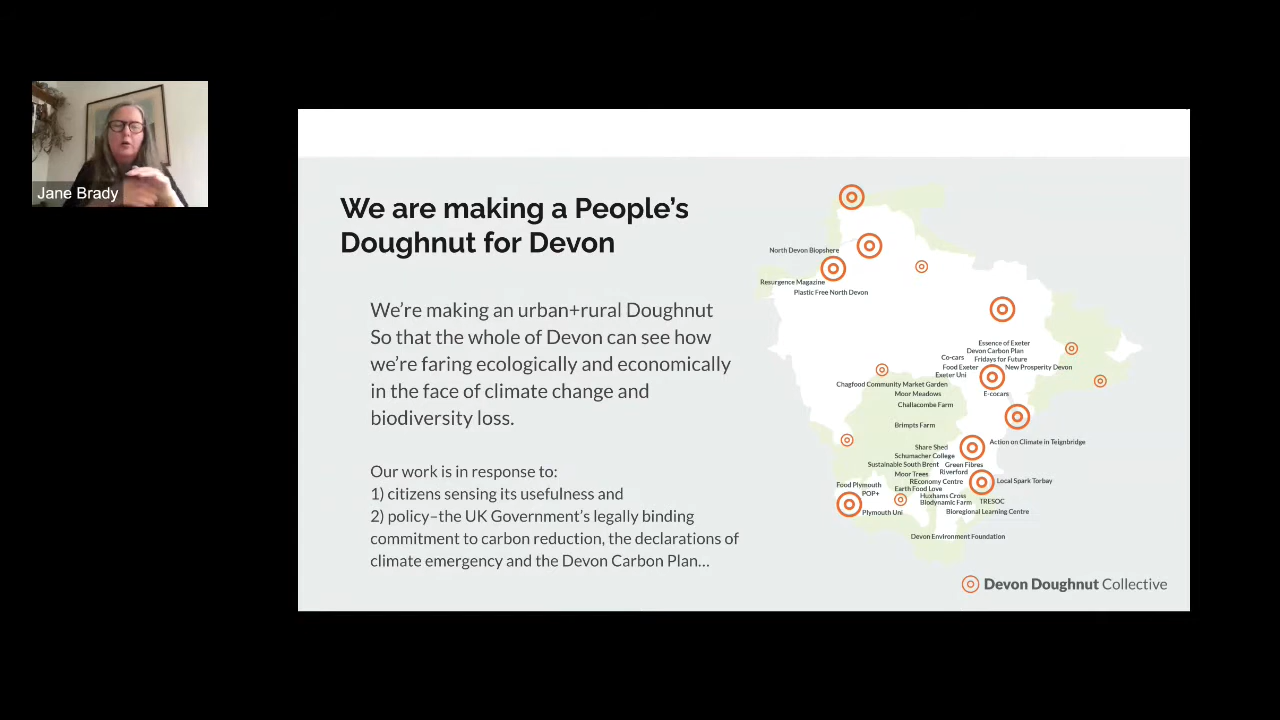 Jane Brady
We are making a People's
Doughnut for Devon
We're making an urban+rural Doughnut
So that the whole of Devon can see how
we're faring ecologically and economically
in the face of climate change and
biodiversity loss.
Our work is in response to:
1) citizens sensing its usefulness and
2) policy–the UK Government's legally binding
commitment to carbon reduction, the declarations of
climate emergency and the Devon Carbon Plan...
North Devon Biopshere
Resurgence Magazine
Plastic Free North Devon
Essence of Exeter
Devon Carbon Plan
Co-cars
Fridays for Future
Food Exeter
New Prosperity Devon
Exeter Uni
Chagfood Community Market Garden
Moor Meadows
E-cocars
Challacombe Farm
Brimpts Farm
Action on Climate in Teignbridge
Share Shed
Schumacher College
Sustainable South Brent
Green Fibres
Moor Trees
Riverford
REconomy Centre
Local Spark Torbay
Food Plymouth
Earth Food Love
POP+
Huxhams Cross
Biodynamic Farm
TRESOC
Plymouth Uni
Bioregional Learning Centre
Devon Environment Foundation
Devon Doughnut Collective